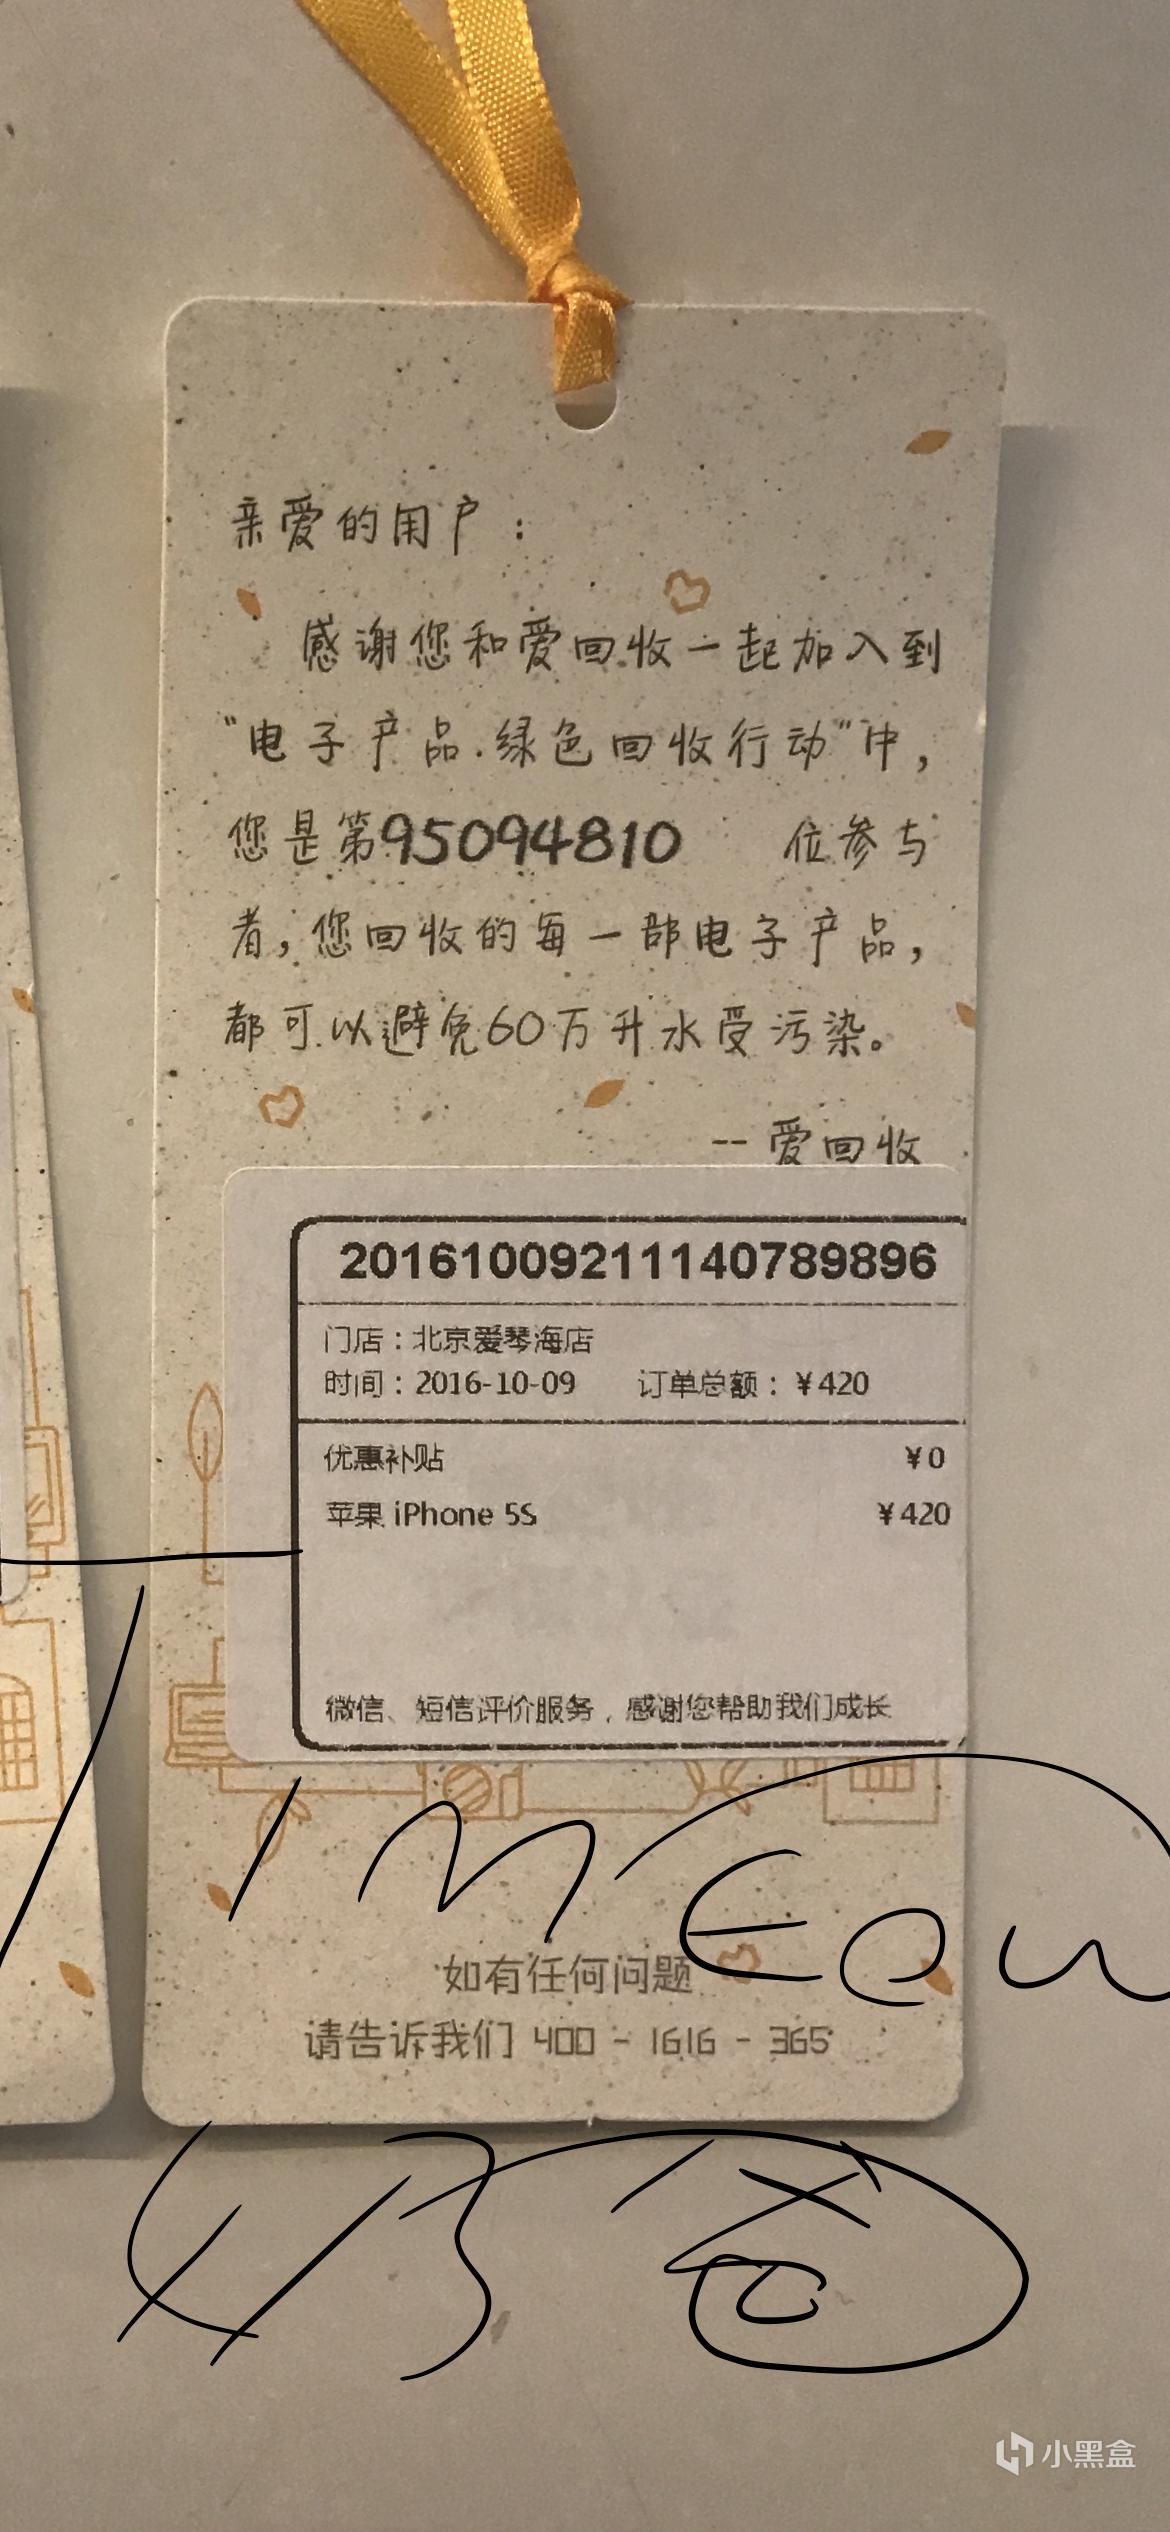 亲爱的用户：
感谢您和爱回收一起加入到
“电子产品.绿色回收行动”中，
您是第95094810 位参与
者，您回收的每一部电子产品，
都可以避免60万升水受污染。
--爱回收
20161009211140789896
门店：北京爱琴海店
时间：2016-10-09 订单总额：¥420
优惠补贴 ¥0
苹果 iPhone 5S ¥420
微信、短信评价服务，感谢您帮助我们成长
如有任何问题
请告诉我们 400-1616-365
小黑盒